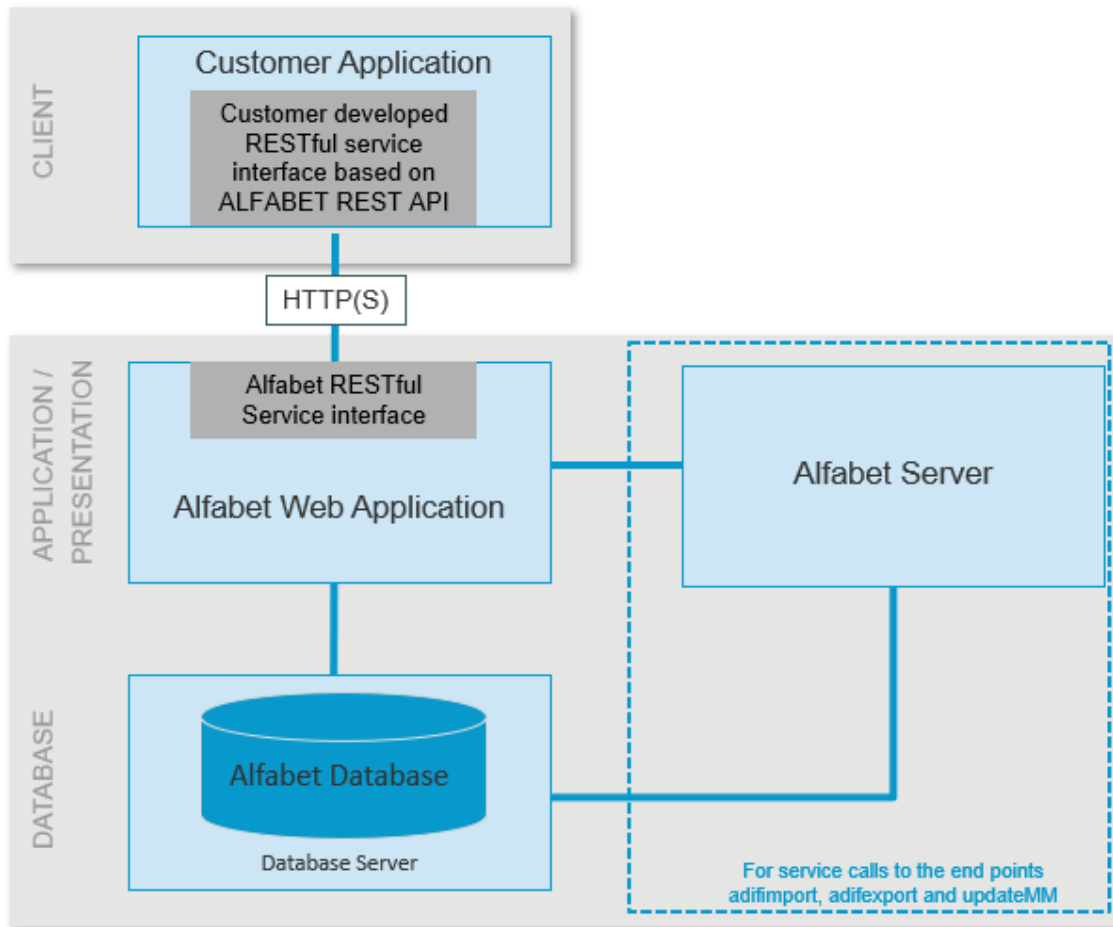 CLIENT
Customer Application
Customer developed
RESTful service
interface based on
ALFABET REST API
HTTP(S)
APPLICATION /
PRESENTATION
Alfabet RESTful
Service interface
Alfabet Web Application
Alfabet Server
DATABASE
Alfabet Database
Database Server
For service calls to the end points
adifimport, adifexport and updateMM